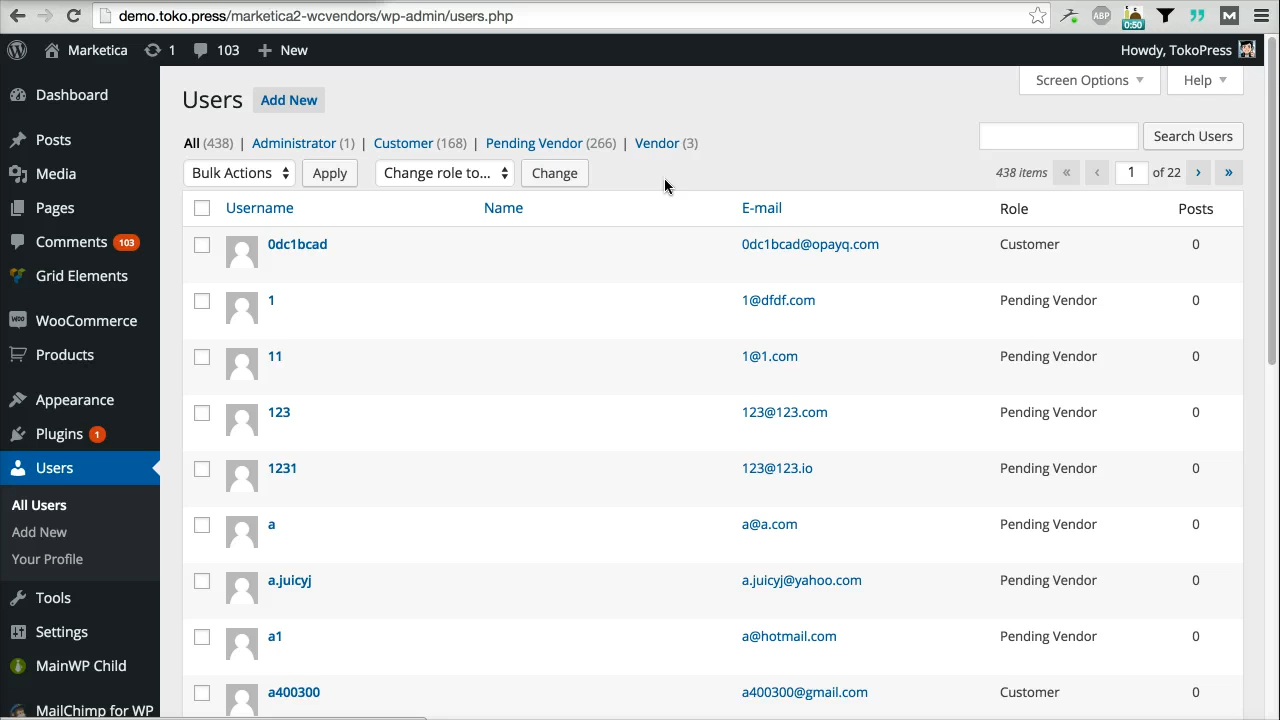 demo.toko.press/marketica2-wcvendors/wp-admin/users.php
ABP
0:50
Marketica 1 103 New
Howdy, TokoPress
Dashboard
Posts
Media
Pages
Comments 103
Grid Elements
WooCommerce
Products
Appearance
Plugins 1
Users
All Users
Add New
Your Profile
Tools
Settings
MainWP Child
MailChimp for WP
Screen Options Help
Users Add New
All (438) | Administrator (1) | Customer (168) | Pending Vendor (266) | Vendor (3)
Search Users
Bulk Actions Apply Change role to... Change
438 items « ‹ 1 of 22 › »
Username Name E-mail Role Posts
0dc1bcad 0dc1bcad@opayq.com Customer 0
1 1@dfdf.com Pending Vendor 0
11 1@1.com Pending Vendor 0
123 123@123.com Pending Vendor 0
1231 123@123.io Pending Vendor 0
a a@a.com Pending Vendor 0
a.juicyj a.juicyj@yahoo.com Pending Vendor 0
a1 a@hotmail.com Pending Vendor 0
a400300 a400300@gmail.com Customer 0